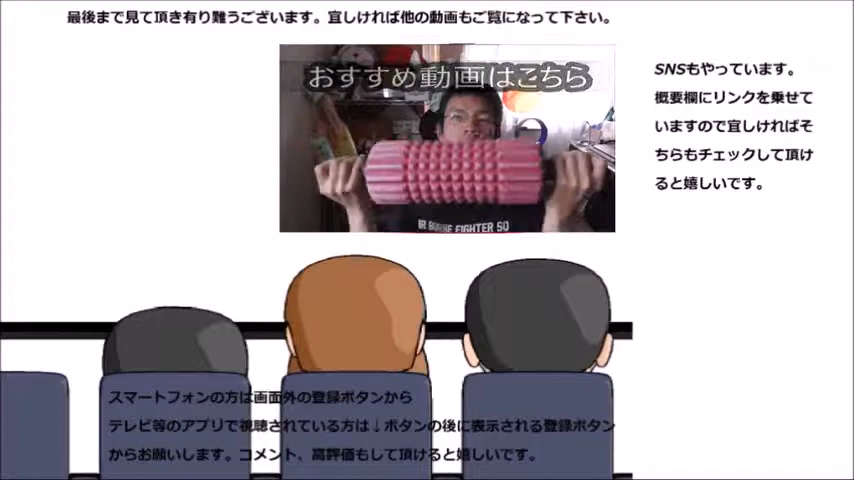 最後まで見て頂き有り難うございます。宜しければ他の動画もご覧になって下さい。
おすすめ動画はこちら
SNSもやっています。
概要欄にリンクを乗せて
いますので宜しければそ
ちらもチェックして頂け
ると嬉しいです。
FIGHTER SO
スマートフォンの方は画面外の登録ボタンから
テレビ等のアプリで視聴されている方は↓ボタンの後に表示される登録ボタン
からお願いします。コメント、高評価もして頂けると嬉しいです。